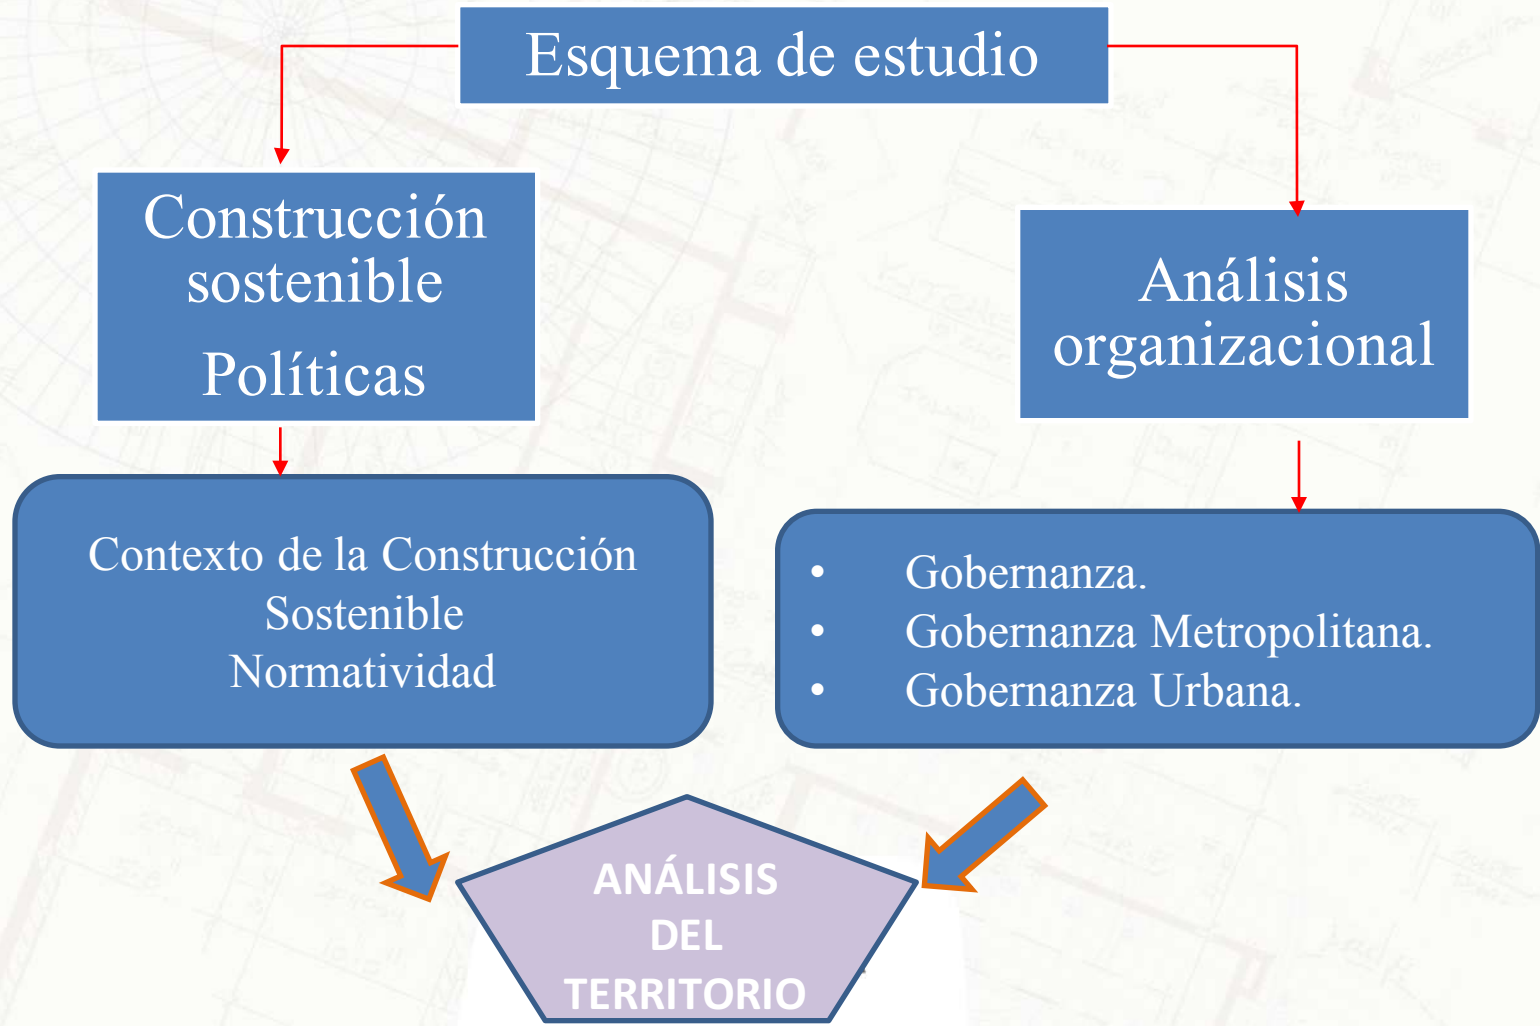 Esquema de estudio
Construcción
sostenible
Políticas
Análisis
organizacional
Contexto de la Construcción
Sostenible
Normatividad
• Gobernanza.
• Gobernanza Metropolitana.
• Gobernanza Urbana.
ANÁLISIS
DEL
TERRITORIO